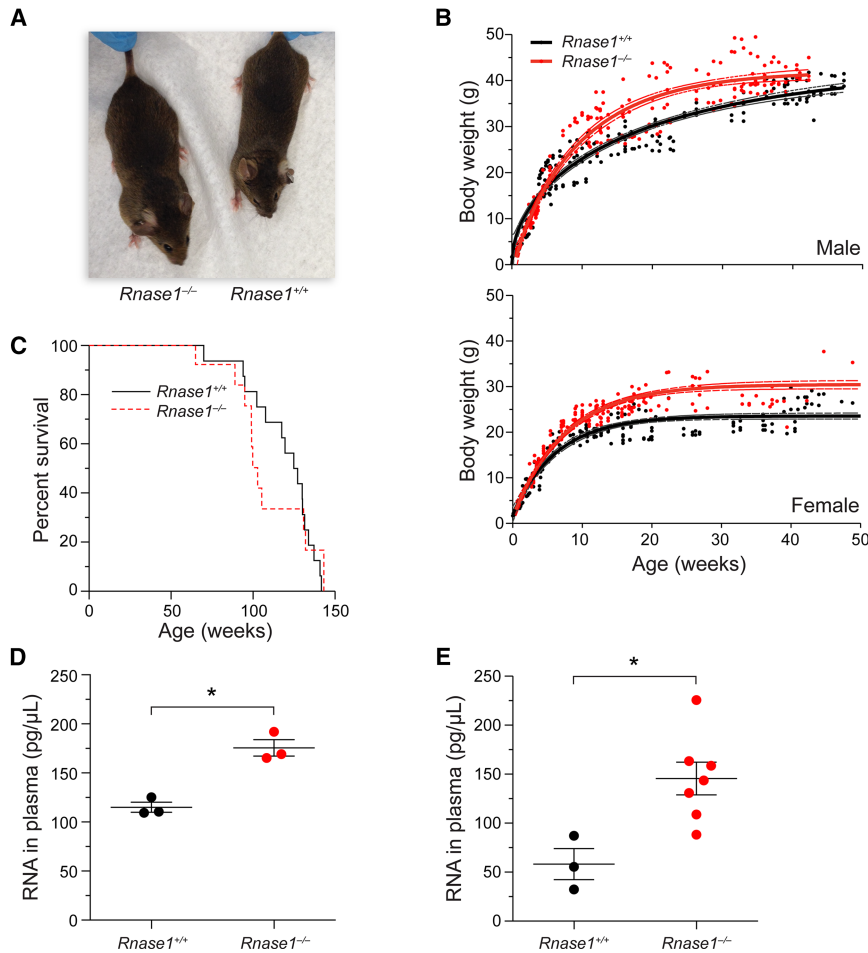 A
Rnase1–/–
Rnase1+/+
B
Body weight (g)
50
40
30
20
10
0
Rnase1+/+
Rnase1–/–
Male
Body weight (g)
50
40
30
20
10
0
Female
0 10 20 30 40 50
Age (weeks)
C
Percent survival
100
80
60
40
20
0
Rnase1+/+
Rnase1–/–
0 50 100 150
Age (weeks)
D
RNA in plasma (pg/µL)
250
200
150
100
50
0
*
Rnase1+/+ Rnase1–/–
E
RNA in plasma (pg/µL)
250
200
150
100
50
0
*
Rnase1+/+ Rnase1–/–